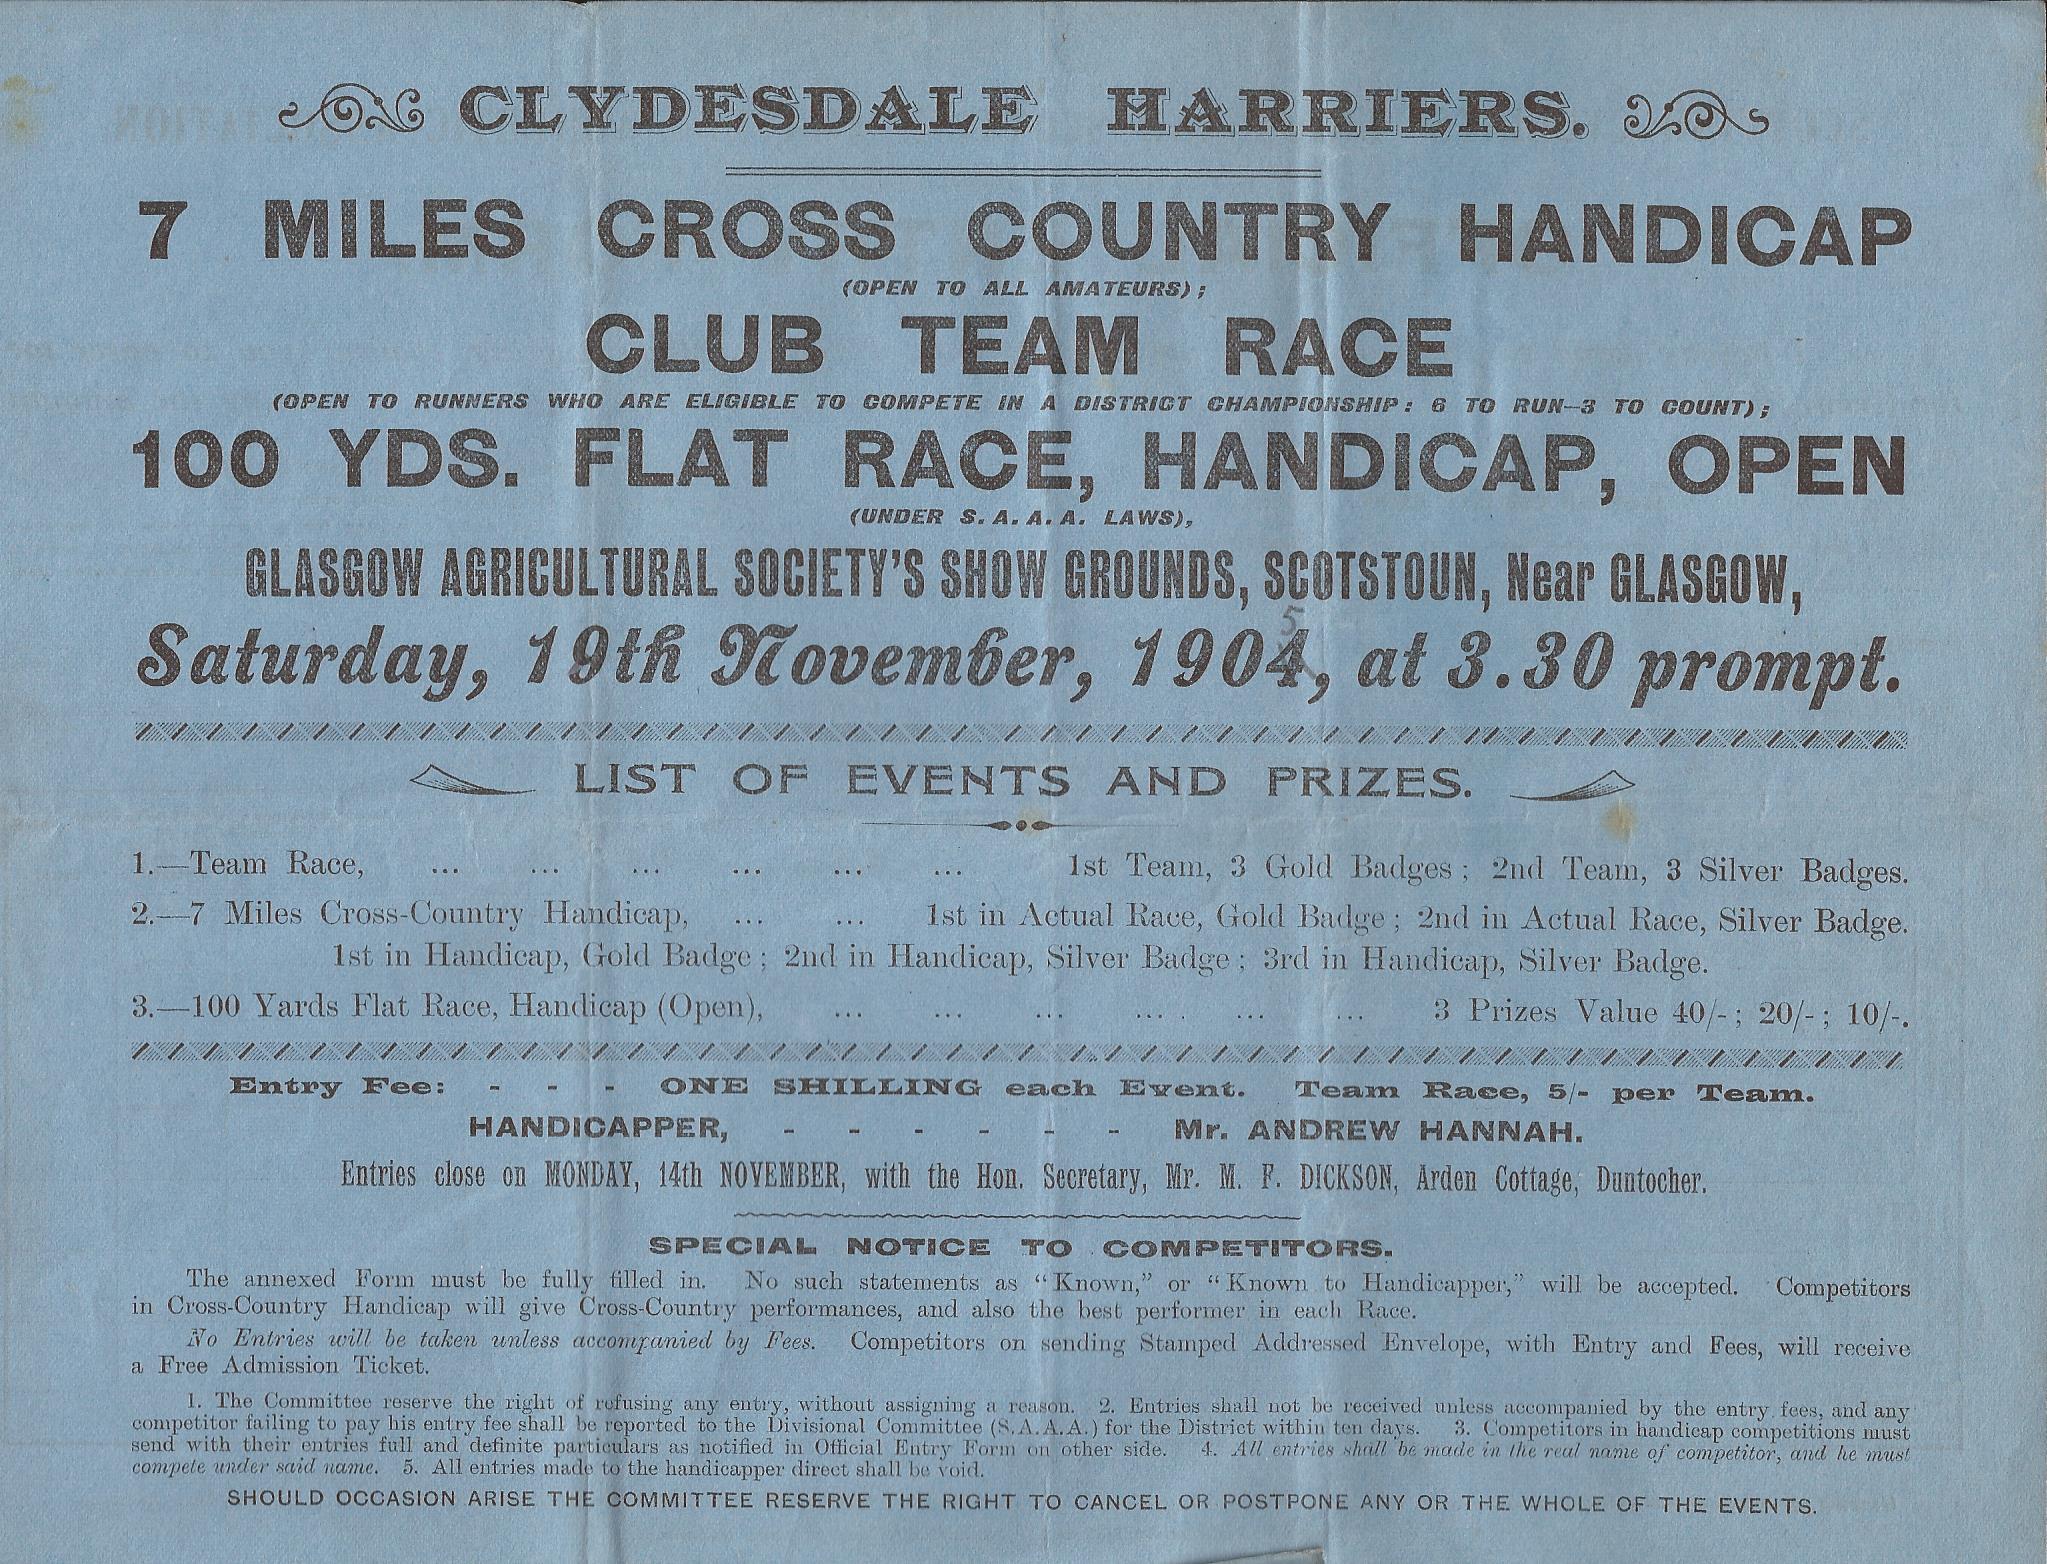 CLYDESDALE HARRIERS.
7 MILES CROSS COUNTRY HANDICAP
(OPEN TO ALL AMATEURS);
CLUB TEAM RACE
(OPEN TO RUNNERS WHO ARE ELIGIBLE TO COMPETE IN A DISTRICT CHAMPIONSHIP: 6 TO RUN—3 TO COUNT);
100 YDS. FLAT RACE, HANDICAP, OPEN
(UNDER S.A.A.A. LAWS),
GLASGOW AGRICULTURAL SOCIETY'S SHOW GROUNDS, SCOTSTOUN, Near GLASGOW,
5
Saturday, 19th November, 1904, at 3.30 prompt.
LIST OF EVENTS AND PRIZES.
1.—Team Race, ... ... ... ... ... ... 1st Team, 3 Gold Badges; 2nd Team, 3 Silver Badges.
2.—7 Miles Cross-Country Handicap, ... ... 1st in Actual Race, Gold Badge; 2nd in Actual Race, Silver Badge.
1st in Handicap, Gold Badge; 2nd in Handicap, Silver Badge; 3rd in Handicap, Silver Badge.
3.—100 Yards Flat Race, Handicap (Open), ... ... ... ... ... ... 3 Prizes Value 40/-; 20/-; 10/-.
Entry Fee: - - - ONE SHILLING each Event. Team Race, 5/- per Team.
HANDICAPPER, - - - - - - Mr. ANDREW HANNAH.
Entries close on MONDAY, 14th NOVEMBER, with the Hon. Secretary, Mr. M. F. DICKSON, Arden Cottage, Duntocher.
SPECIAL NOTICE TO COMPETITORS.
The annexed Form must be fully filled in. No such statements as "Known," or "Known to Handicapper," will be accepted. Competitors
in Cross-Country Handicap will give Cross-Country performances, and also the best performer in each Race.
No Entries will be taken unless accompanied by Fees. Competitors on sending Stamped Addressed Envelope, with Entry and Fees, will receive
a Free Admission Ticket.
1. The Committee reserve the right of refusing any entry, without assigning a reason. 2. Entries shall not be received unless accompanied by the entry fees, and any
competitor failing to pay his entry fee shall be reported to the Divisional Committee (S.A.A.A.) for the District within ten days. 3. Competitors in handicap competitions must
send with their entries full and definite particulars as notified in Official Entry Form on other side. 4. All entries shall be made in the real name of competitor, and he must
compete under said name. 5. All entries made to the handicapper direct shall be void.
SHOULD OCCASION ARISE THE COMMITTEE RESERVE THE RIGHT TO CANCEL OR POSTPONE ANY OR THE WHOLE OF THE EVENTS.